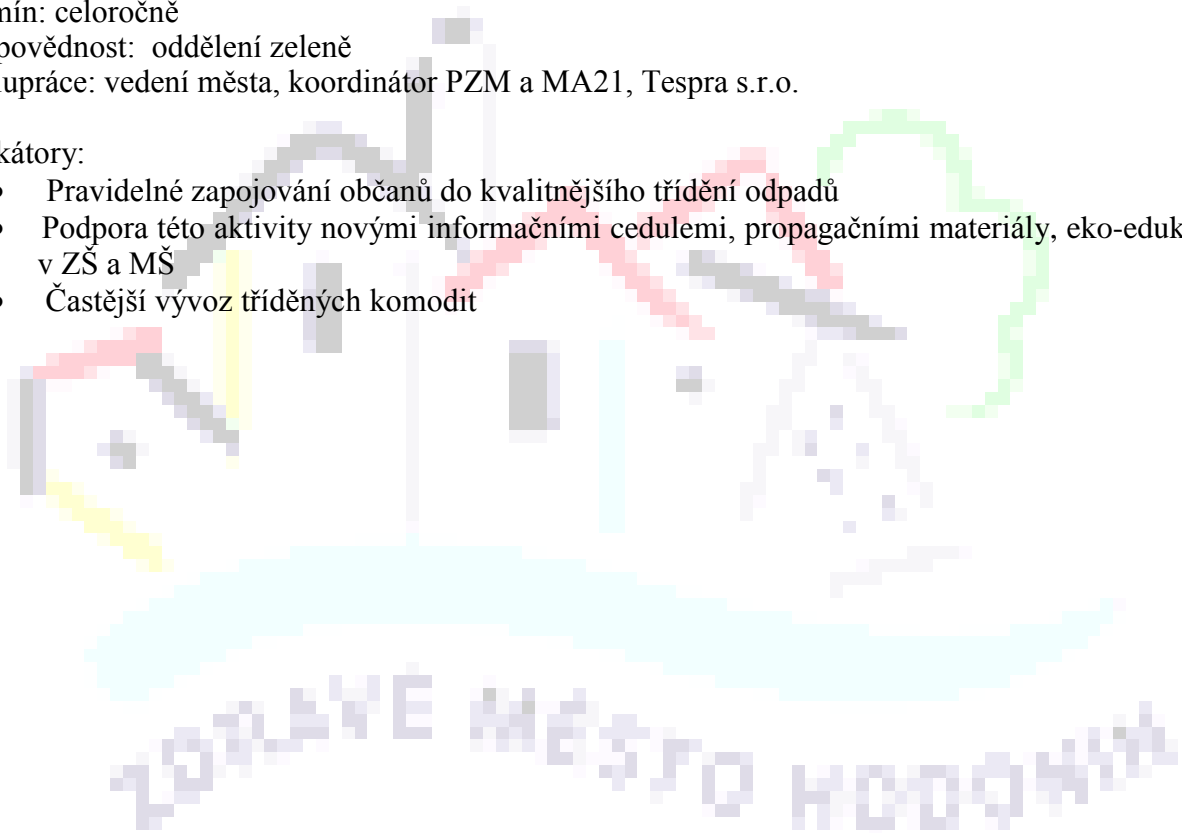 mín: celoročně
povědnost: oddělení zeleně
lupráce: vedení města, koordinátor PZM a MA21, Tespra s.r.o.
kátory:
• Pravidelné zapojování občanů do kvalitnějšího třídění odpadů
• Podpora této aktivity novými informačními cedulemi, propagačními materiály, eko-eduk
v ZŠ a MŠ
• Častější vývoz tříděných komodit
ZDRAVÉ MĚSTO HODONÍN